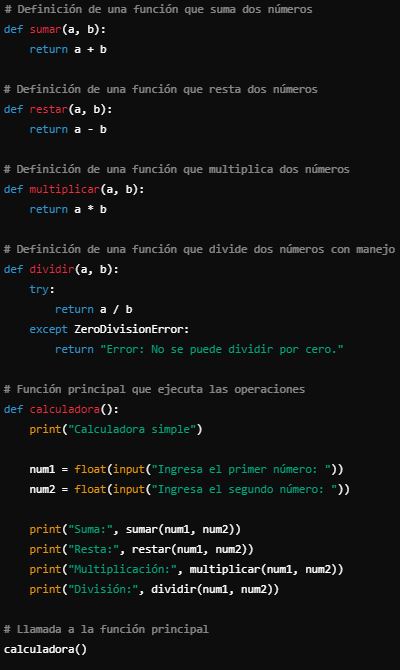 # Definición de una función que suma dos números
def sumar(a, b):
    return a + b

# Definición de una función que resta dos números
def restar(a, b):
    return a - b

# Definición de una función que multiplica dos números
def multiplicar(a, b):
    return a * b

# Definición de una función que divide dos números con manejo
def dividir(a, b):
    try:
        return a / b
    except ZeroDivisionError:
        return "Error: No se puede dividir por cero."

# Función principal que ejecuta las operaciones
def calculadora():
    print("Calculadora simple")

    num1 = float(input("Ingresa el primer número: "))
    num2 = float(input("Ingresa el segundo número: "))

    print("Suma:", sumar(num1, num2))
    print("Resta:", restar(num1, num2))
    print("Multiplicación:", multiplicar(num1, num2))
    print("División:", dividir(num1, num2))

# Llamada a la función principal
calculadora()